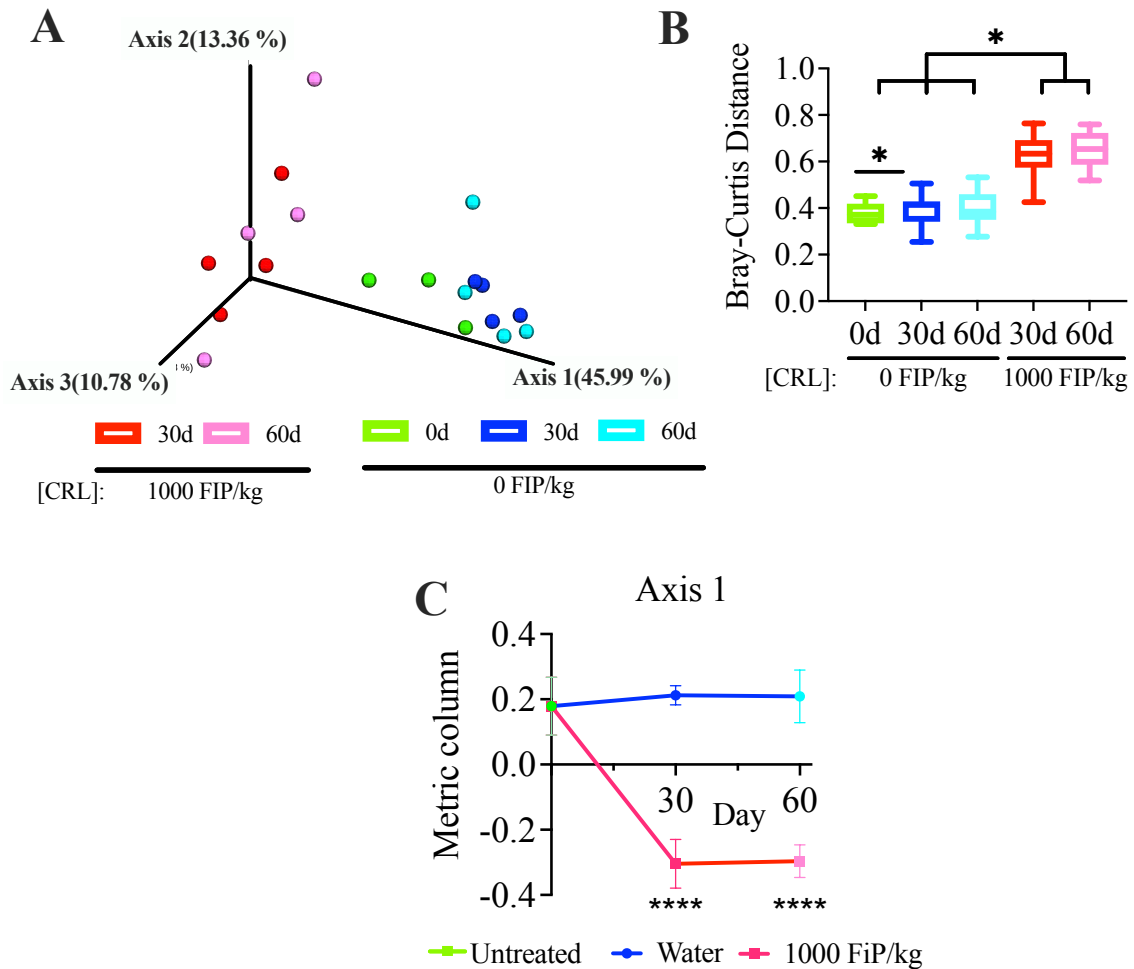 A
Axis 2(13.36 %)
Axis 3(10.78 %)
ı %)
Axis 1(45.99 %)
30d 60d 0d 30d 60d
[CRL]: 1000 FIP/kg 0 FIP/kg
B
*
*
Bray-Curtis Distance
1.0
0.8
0.6
0.4
0.2
0.0
0d 30d 60d 30d 60d
[CRL]: 0 FIP/kg 1000 FIP/kg
C
Axis 1
Metric column
0.4
0.2
0.0
-0.2
-0.4
30 60
Day
**** ****
Untreated Water 1000 FiP/kg